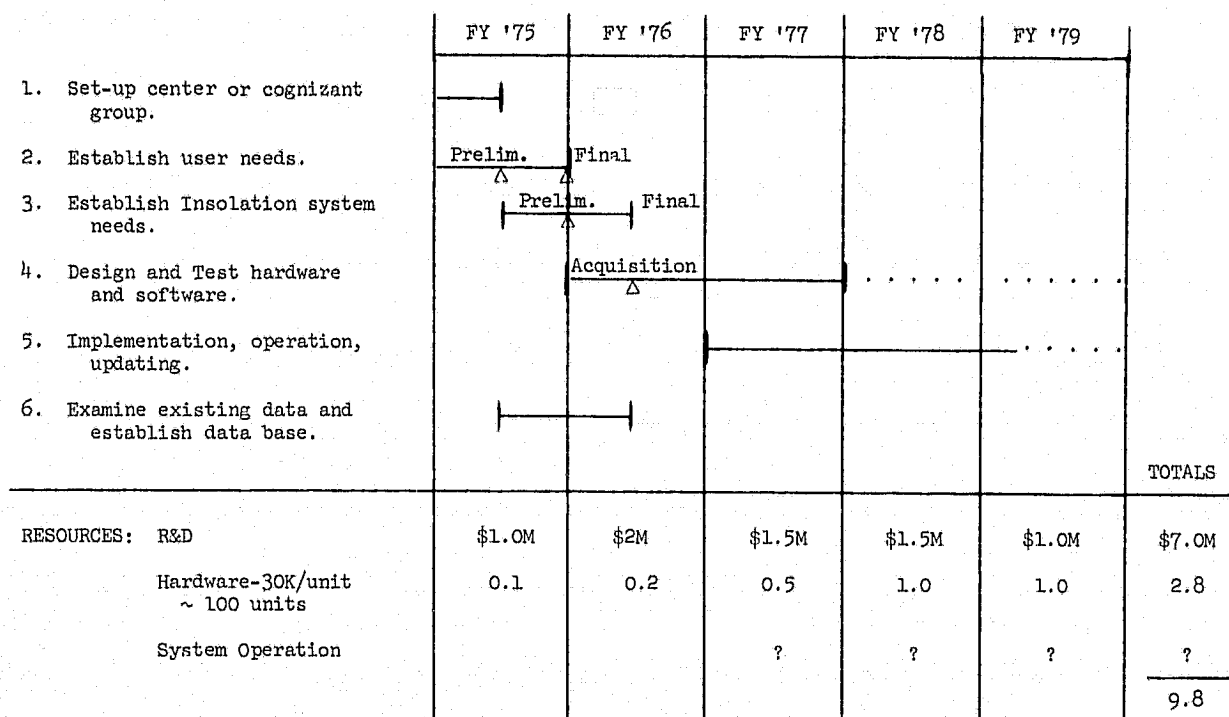 FY '75 FY '76 FY '77 FY '78 FY '79
1. Set-up center or cognizant
group.
2. Establish user needs. Prelim. Final
3. Establish Insolation system Prelim. Final
needs.
4. Design and Test hardware Acquisition
and software.
5. Implementation, operation,
updating.
6. Examine existing data and
establish data base.
TOTALS
RESOURCES: R&D $1.0M $2M $1.5M $1.5M $1.0M $7.0M
Hardware-30K/unit 0.1 0.2 0.5 1.0 1.0 2.8
~ 100 units
System Operation ? ? ? ?
9.8